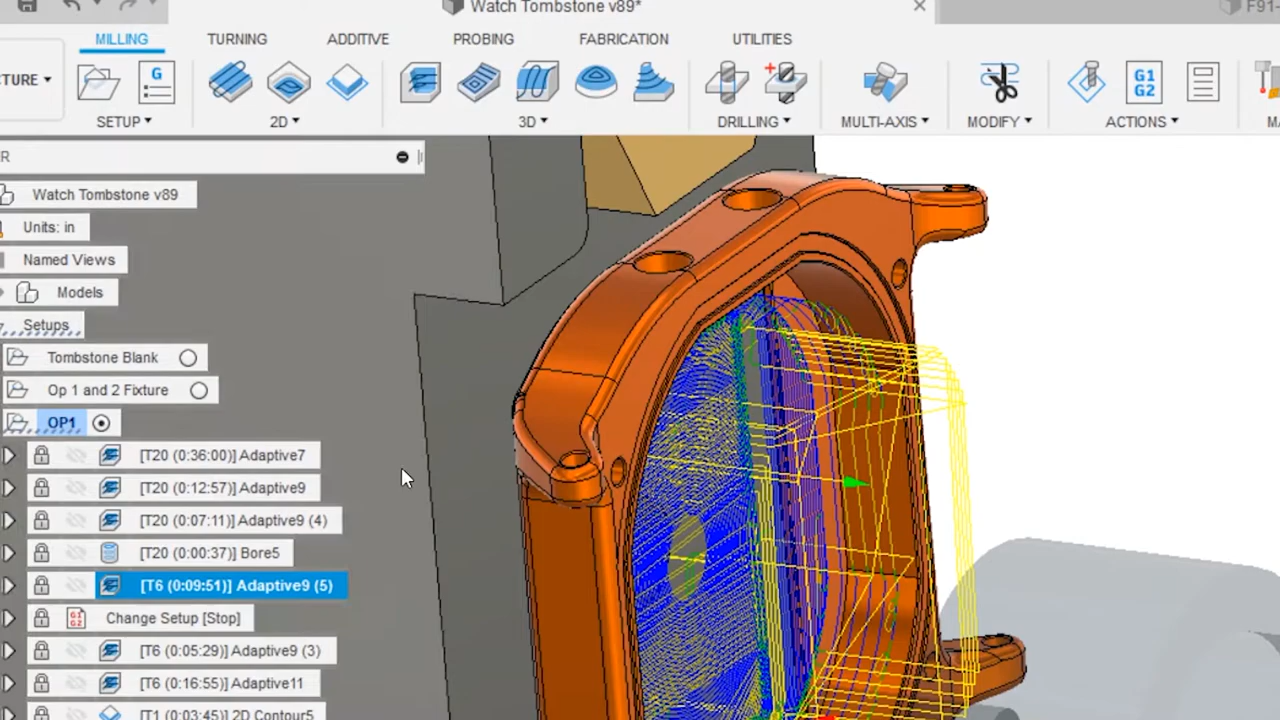 Watch Tombstone v89*
F91-
MILLING
TURNING
ADDITIVE
PROBING
FABRICATION
UTILITIES
CTURE
G
G1
G2
SETUP
2D
3D
DRILLING
MULTI-AXIS
MODIFY
ACTIONS
MA
R
Watch Tombstone v89
Units: in
Named Views
Models
Setups
Tombstone Blank
Op 1 and 2 Fixture
OP1
[T20 (0:36:00)] Adaptive7
[T20 (0:12:57)] Adaptive9
[T20 (0:07:11)] Adaptive9 (4)
[T20 (0:00:37)] Bore5
[T6 (0:09:51)] Adaptive9 (5)
G1
G2
Change Setup [Stop]
[T6 (0:05:29)] Adaptive9 (3)
[T6 (0:16:55)] Adaptive11
[T1 (0:03:45)] 2D Contour5